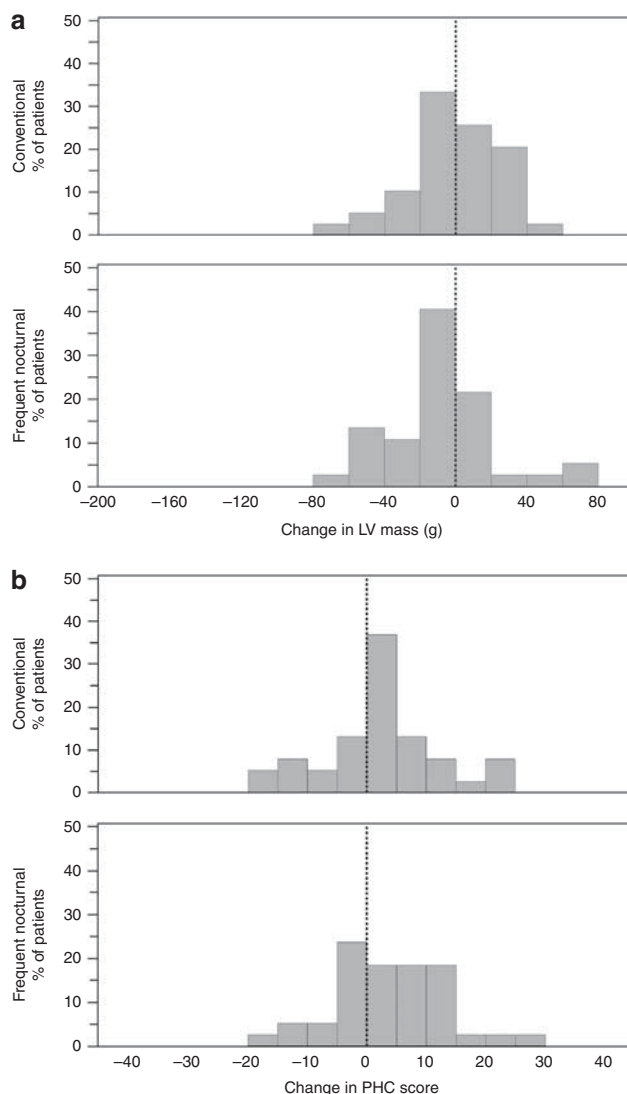 a
50
40
30
20
10
0
Conventional
% of patients
50
40
30
20
10
0
Frequent nocturnal
% of patients
–200 –160 –120 –80 –40 0 40 80
Change in LV mass (g)
b
50
40
30
20
10
0
Conventional
% of patients
50
40
30
20
10
0
Frequent nocturnal
% of patients
–40 –30 –20 –10 0 10 20 30 40
Change in PHC score